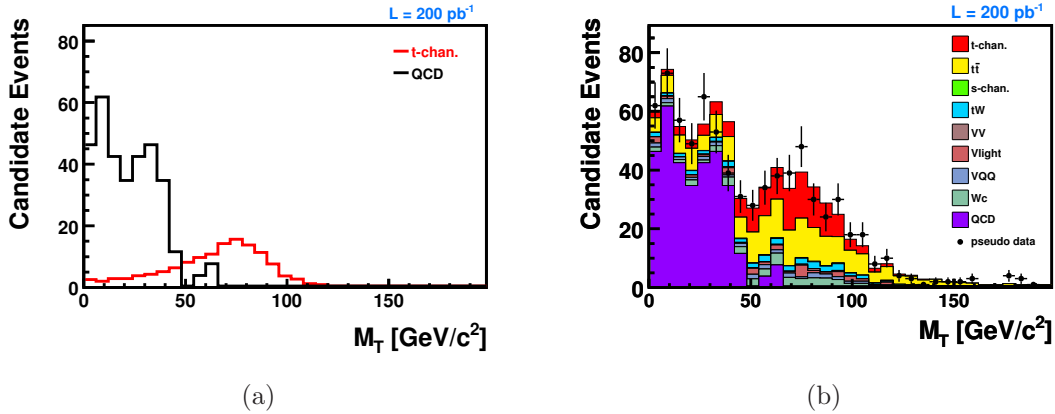 L = 200 pb-1
Candidate Events
80
60
40
20
0
t-chan.
QCD
0 50 100 150
MT [GeV/c2]
(a)
L = 200 pb-1
Candidate Events
80
60
40
20
0
t-chan.
tt̄
s-chan.
tW
VV
Vlight
VQQ
Wc
QCD
pseudo data
0 50 100 150
MT [GeV/c2]
(b)